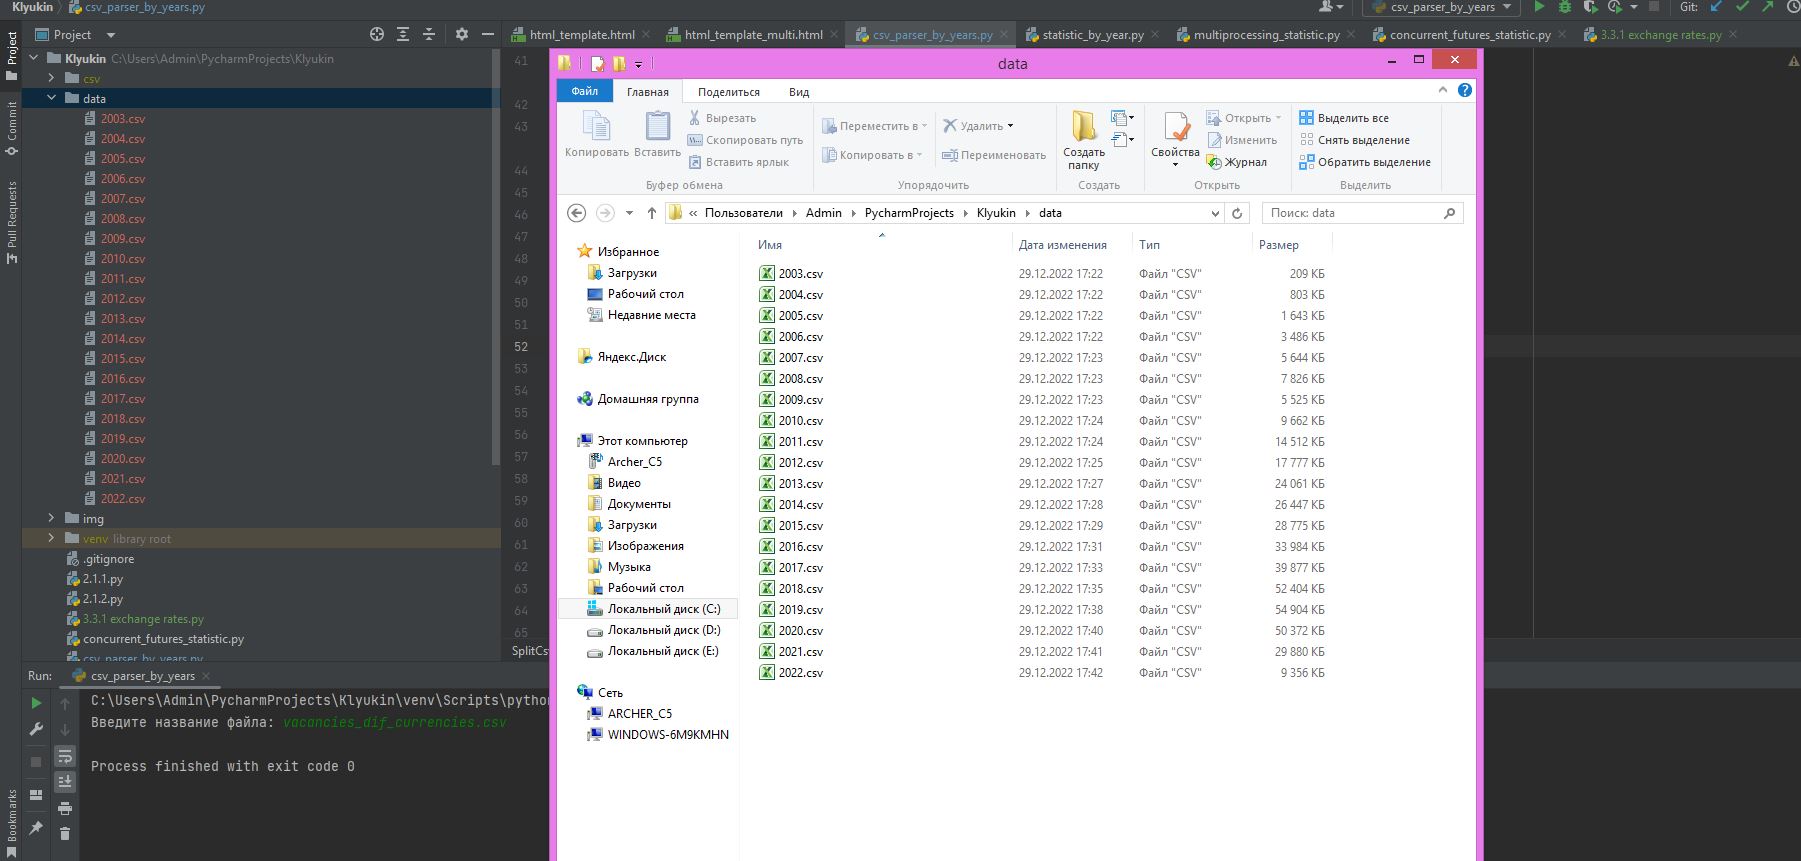 Klyukin csv_parser_by_years.py
csv_parser_by_years Git:
Project html_template.html html_template_multi.html csv_parser_by_years.py statistic_by_year.py multiprocessing_statistic.py concurrent_futures_statistic.py 3.3.1 exchange rates.py
Project
Commit
Pull Requests
Bookmarks
Klyukin C:\Users\Admin\PycharmProjects\Klyukin
csv
data
2003.csv
2004.csv
2005.csv
2006.csv
2007.csv
2008.csv
2009.csv
2010.csv
2011.csv
2012.csv
2013.csv
2014.csv
2015.csv
2016.csv
2017.csv
2018.csv
2019.csv
2020.csv
2021.csv
2022.csv
img
venv library root
.gitignore
2.1.1.py
2.1.2.py
3.3.1 exchange rates.py
concurrent_futures_statistic.py
csv_parser_by_years.py
41
42
43
44
45
46
47
48
49
50
51
52
53
54
55
56
57
58
59
60
61
62
63
64
65
SplitCs
data
Файл Главная Поделиться Вид
Копировать
Вставить
Вырезать
Скопировать путь
Вставить ярлык
Буфер обмена
Переместить в
Копировать в
Удалить
Переименовать
Упорядочить
Создать
папку
Создать
Свойства
Открыть
Изменить
Журнал
Открыть
Выделить все
Снять выделение
Обратить выделение
Выделить
« Пользователи Admin PycharmProjects Klyukin data
Поиск: data
Избранное
Загрузки
Рабочий стол
Недавние места
Яндекс.Диск
Домашняя группа
Этот компьютер
Archer_C5
Видео
Документы
Загрузки
Изображения
Музыка
Рабочий стол
Локальный диск (C:)
Локальный диск (D:)
Локальный диск (E:)
Сеть
ARCHER_C5
WINDOWS-6M9KMHN
Имя Дата изменения Тип Размер
2003.csv 29.12.2022 17:22 Файл "CSV" 209 КБ
2004.csv 29.12.2022 17:22 Файл "CSV" 803 КБ
2005.csv 29.12.2022 17:22 Файл "CSV" 1 643 КБ
2006.csv 29.12.2022 17:22 Файл "CSV" 3 486 КБ
2007.csv 29.12.2022 17:23 Файл "CSV" 5 644 КБ
2008.csv 29.12.2022 17:23 Файл "CSV" 7 826 КБ
2009.csv 29.12.2022 17:23 Файл "CSV" 5 525 КБ
2010.csv 29.12.2022 17:24 Файл "CSV" 9 662 КБ
2011.csv 29.12.2022 17:24 Файл "CSV" 14 512 КБ
2012.csv 29.12.2022 17:25 Файл "CSV" 17 777 КБ
2013.csv 29.12.2022 17:27 Файл "CSV" 24 061 КБ
2014.csv 29.12.2022 17:28 Файл "CSV" 26 447 КБ
2015.csv 29.12.2022 17:29 Файл "CSV" 28 775 КБ
2016.csv 29.12.2022 17:31 Файл "CSV" 33 984 КБ
2017.csv 29.12.2022 17:33 Файл "CSV" 39 877 КБ
2018.csv 29.12.2022 17:35 Файл "CSV" 52 404 КБ
2019.csv 29.12.2022 17:38 Файл "CSV" 54 904 КБ
2020.csv 29.12.2022 17:40 Файл "CSV" 50 372 КБ
2021.csv 29.12.2022 17:41 Файл "CSV" 29 880 КБ
2022.csv 29.12.2022 17:42 Файл "CSV" 9 356 КБ
Run: csv_parser_by_years
C:\Users\Admin\PycharmProjects\Klyukin\venv\Scripts\python
Введите название файла: vacancies_dif_currencies.csv
Process finished with exit code 0